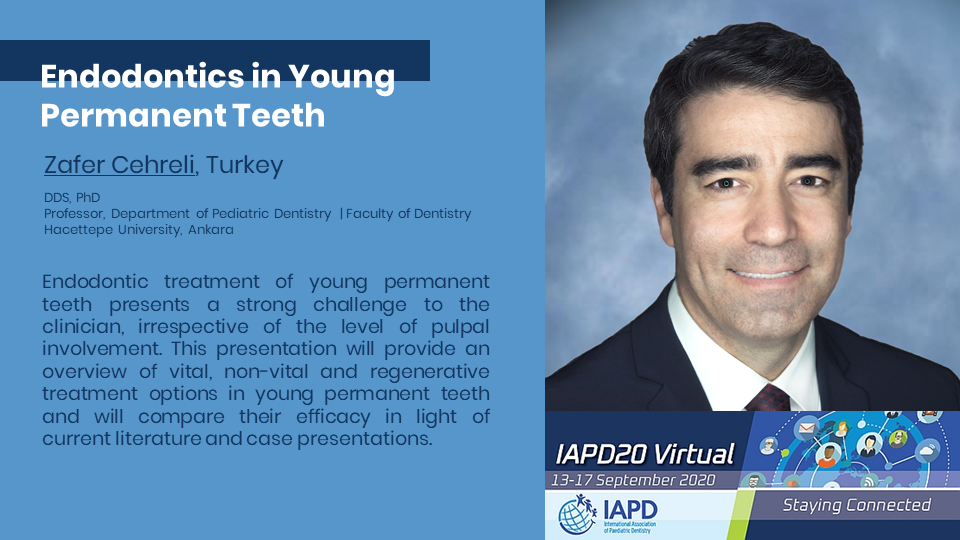 Endodontics in Young
Permanent Teeth
Zafer Cehreli, Turkey
DDS, PhD
Professor, Department of Pediatric Dentistry | Faculty of Dentistry
Hacettepe University, Ankara
Endodontic treatment of young permanent
teeth presents a strong challenge to the
clinician, irrespective of the level of pulpal
involvement. This presentation will provide an
overview of vital, non-vital and regenerative
treatment options in young permanent teeth
and will compare their efficacy in light of
current literature and case presentations.
IAPD20 Virtual
13-17 September 2020
IAPD
International Association
of Paediatric Dentistry
Staying Connected